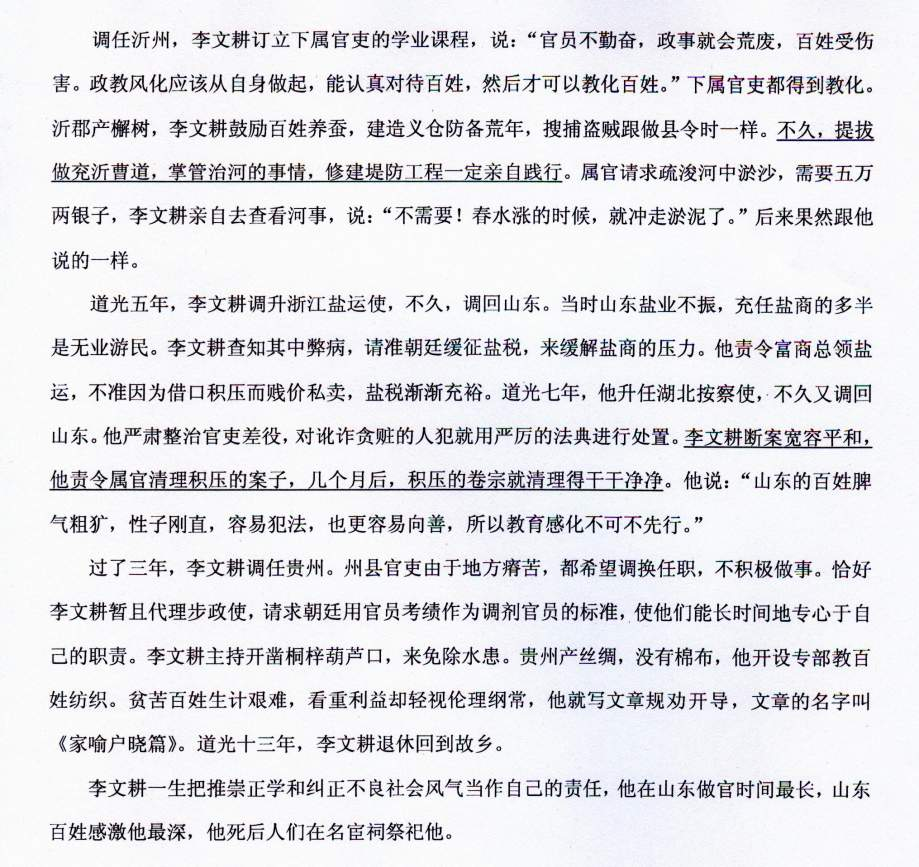 调任沂州，李文耕订立下属官吏的学业课程，说：“官员不勤奋，政事就会荒废，百姓受伤
害。政教风化应该从自身做起，能认真对待百姓，然后才可以教化百姓。”下属官吏都得到教化。
沂郡产槲树，李文耕鼓励百姓养蚕，建造义仓防备荒年，搜捕盗贼跟做县令时一样。不久，提拔
做兖沂曹道，掌管治河的事情，修建堤防工程一定亲自践行。属官请求疏浚河中淤沙，需要五万
两银子，李文耕亲自去查看河事，说：“不需要！春水涨的时候，就冲走淤泥了。”后来果然跟他
说的一样。
道光五年，李文耕调升浙江盐运使，不久，调回山东。当时山东盐业不振，充任盐商的多半
是无业游民。李文耕查知其中弊病，请准朝廷缓征盐税，来缓解盐商的压力。他责令富商总领盐
运，不准因为借口积压而贱价私卖，盐税渐渐充裕。道光七年，他升任湖北按察使，不久又调回
山东。他严肃整治官吏差役，对讹诈贪赃的人犯就用严厉的法典进行处置。李文耕断案宽容平和，
他责令属官清理积压的案子，几个月后，积压的卷宗就清理得干干净净。他说：“山东的百姓脾
气粗犷，性子刚直，容易犯法，也更容易向善，所以教育感化不可不先行。”
过了三年，李文耕调任贵州。州县官吏由于地方瘠苦，都希望调换任职，不积极做事。恰好
李文耕暂且代理步政使，请求朝廷用官员考绩作为调剂官员的标准，使他们能长时间地专心于自
己的职责。李文耕主持开凿桐梓葫芦口，来免除水患。贵州产丝绸，没有棉布，他开设专部教百
姓纺织。贫苦百姓生计艰难，看重利益却轻视伦理纲常，他就写文章规劝开导，文章的名字叫
《家喻户晓篇》。道光十三年，李文耕退休回到故乡。
李文耕一生把推崇正学和纠正不良社会风气当作自己的责任，他在山东做官时间最长，山东
百姓感激他最深，他死后人们在名宦祠祭祀他。